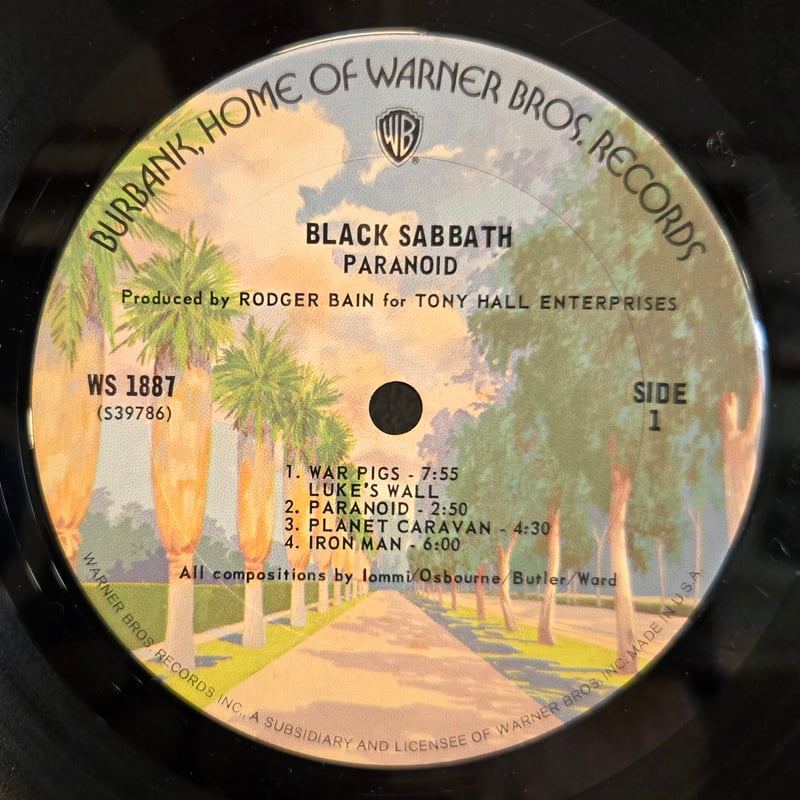 BURBANK, HOME OF WARNER BROS. RECORDS
WB
®
BLACK SABBATH
PARANOID
Produced by RODGER BAIN for TONY HALL ENTERPRISES
WS 1887
(S39786)
SIDE
1
1. WAR PIGS - 7:55
LUKE'S WALL
2. PARANOID - 2:50
3. PLANET CARAVAN - 4:30
4. IRON MAN - 6:00
All compositions by Iommi/Osbourne/Butler/Ward
WARNER BROS. RECORDS INC., A SUBSIDIARY AND LICENSEE OF WARNER BROS. INC. MADE IN U.S.A.